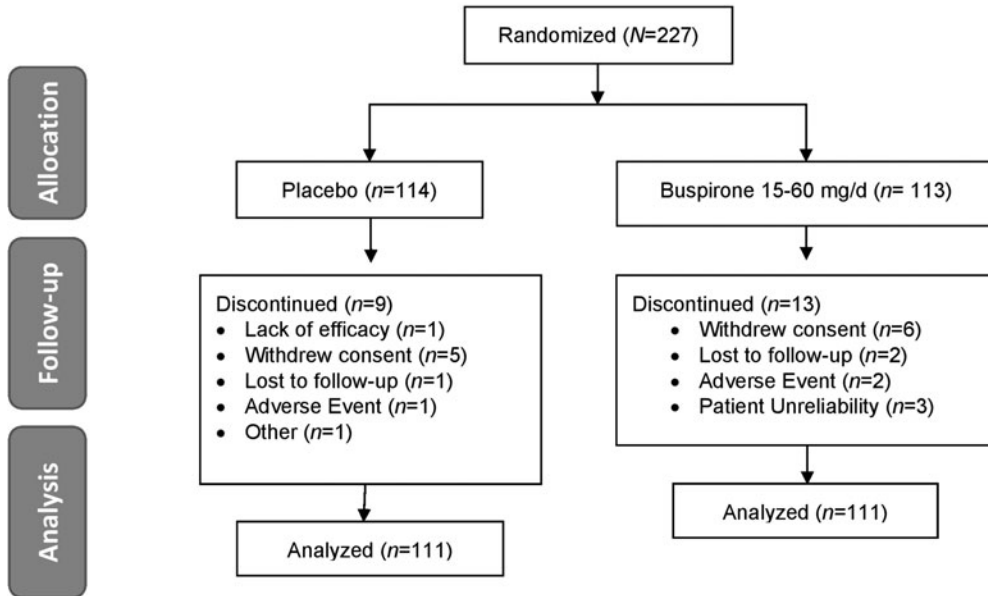 Randomized (N=227)
Allocation
Placebo (n=114)
Buspirone 15-60 mg/d (n= 113)
Follow-up
Discontinued (n=9)
• Lack of efficacy (n=1)
• Withdrew consent (n=5)
• Lost to follow-up (n=1)
• Adverse Event (n=1)
• Other (n=1)
Discontinued (n=13)
• Withdrew consent (n=6)
• Lost to follow-up (n=2)
• Adverse Event (n=2)
• Patient Unreliability (n=3)
Analysis
Analyzed (n=111)
Analyzed (n=111)